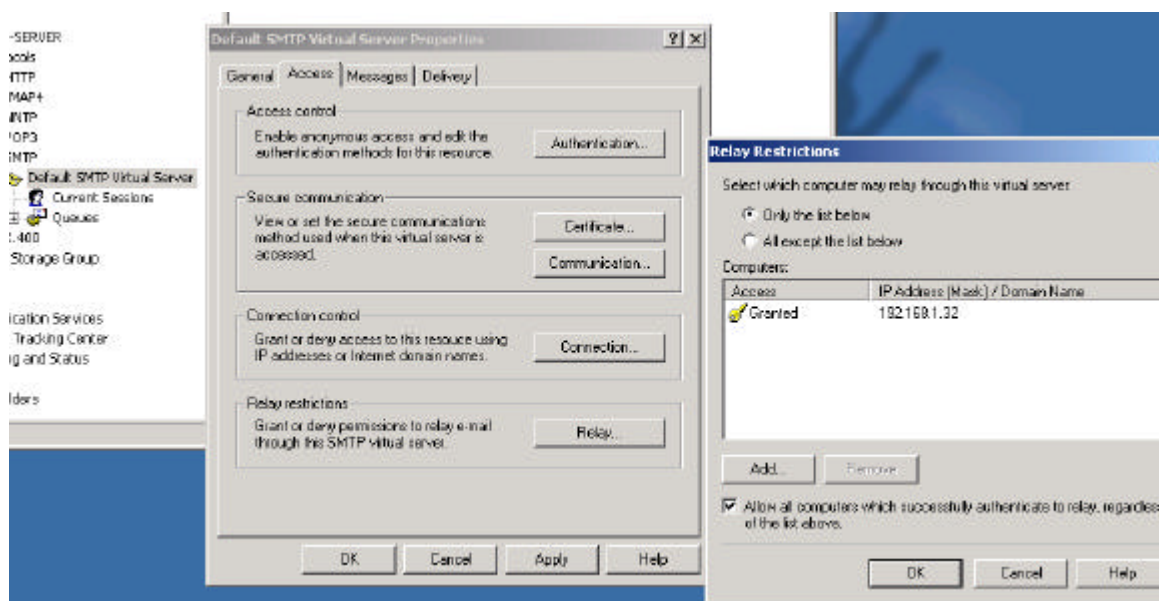 -SERVER
ocols
HTTP
MAP4
NNTP
POP3
SMTP
Default SMTP Virtual Server
Current Sessions
Queues
X.400
Storage Group
ication Services
Tracking Center
ng and Status
lders
Default SMTP Virtual Server Properties
General Access Messages Delivery
Access control
Enable anonymous access and edit the
authentication methods for this resource.
Authentication...
Secure communication
View or set the secure communications
method used when this virtual server is
accessed.
Certificate...
Communication...
Connection control
Grant or deny access to this resouce using
IP addresses or Internet domain names.
Connection...
Relay restrictions
Grant or deny permissions to relay e-mail
through this SMTP virtual server.
Relay...
OK Cancel Apply Help
Relay Restrictions
Select which computer may relay through this virtual server:
Only the list below
All except the list below
Computers:
Access IP Address (Mask) / Domain Name
Granted 192.168.1.32
Add... Remove
Allow all computers which successfully authenticate to relay, regardless
of the list above.
OK Cancel Help